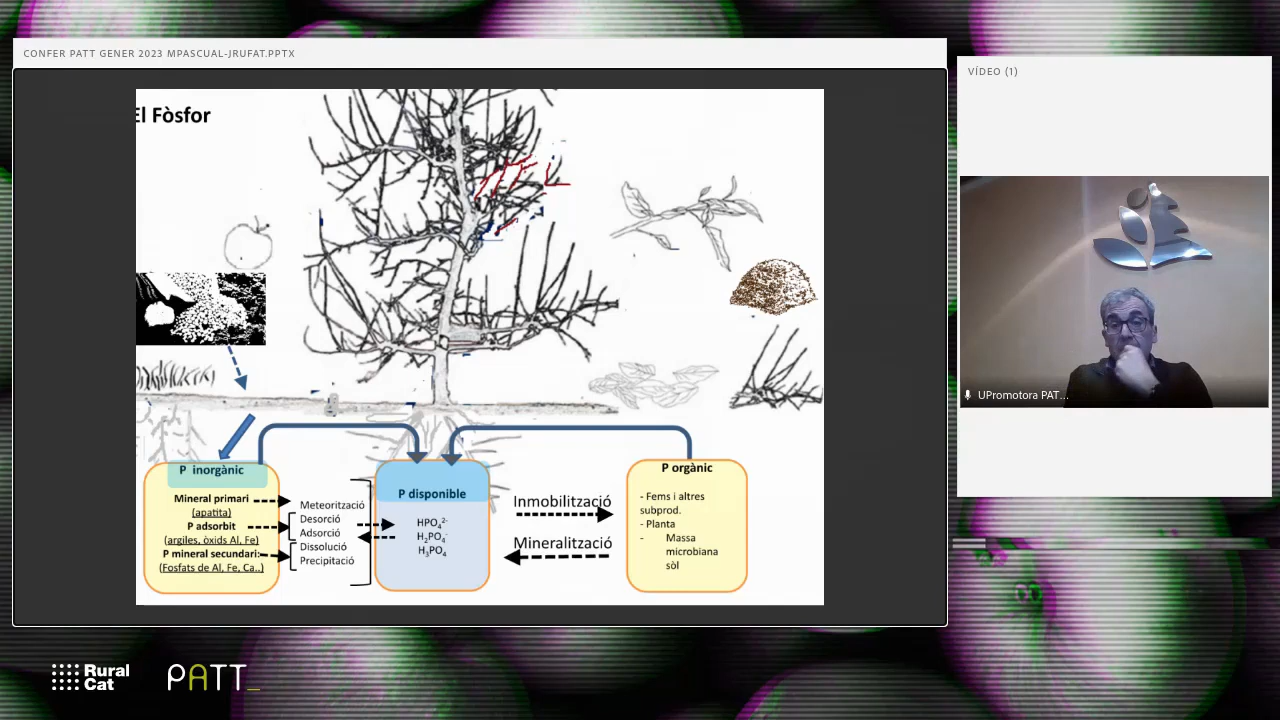 CONFER PATT GENER 2023 MPASCUAL-JRUFAT.PPTX
VÍDEO (1)
El Fòsfor
UPromotora PAT...
P inorgànic
Mineral primari
(apatita)
P adsorbit
(argiles, òxids Al, Fe)
P mineral secundari:
(Fosfats de Al, Fe, Ca..)
Meteorització
Desorció
Adsorció
Dissolució
Precipitació
P disponible
HPO₄²⁻
H₂PO₄⁻
H₃PO₄
Inmobilització
Mineralització
P orgànic
- Fems i altres
subprod.
- Planta
- Massa
microbiana
sòl
Rural
Cat
PATT_